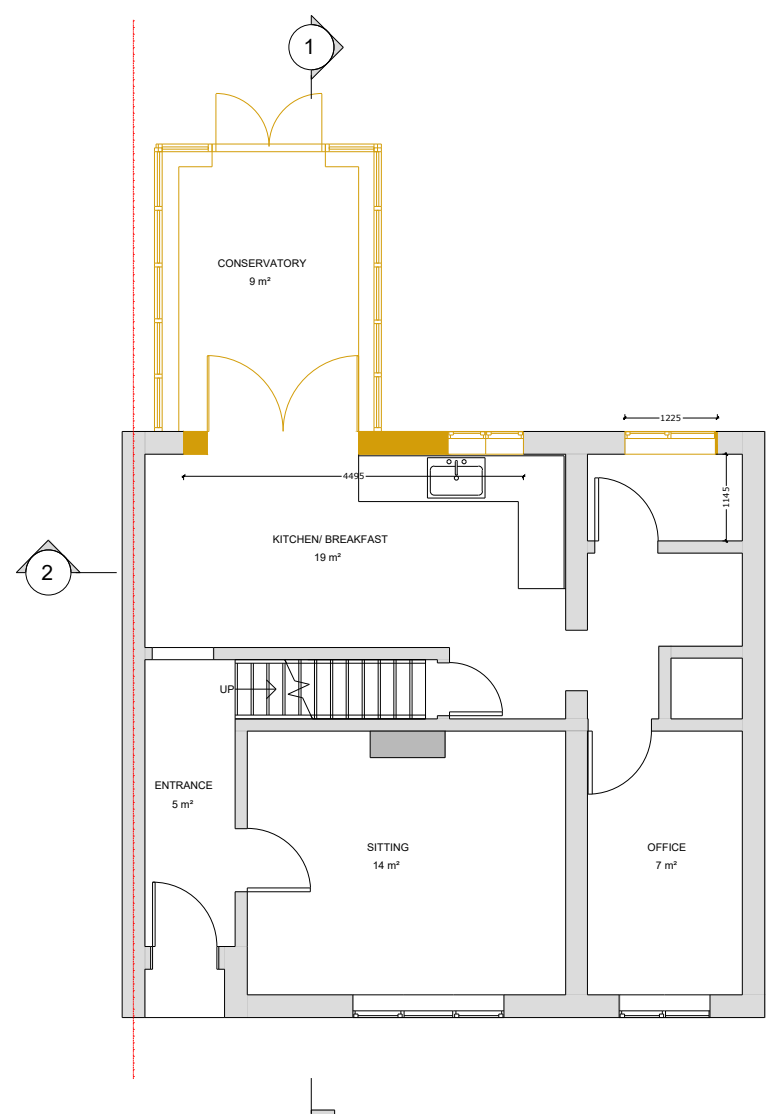 1
CONSERVATORY
9 m²
1225
4495
1145
KITCHEN/ BREAKFAST
19 m²
2
UP
ENTRANCE
5 m²
SITTING
14 m²
OFFICE
7 m²